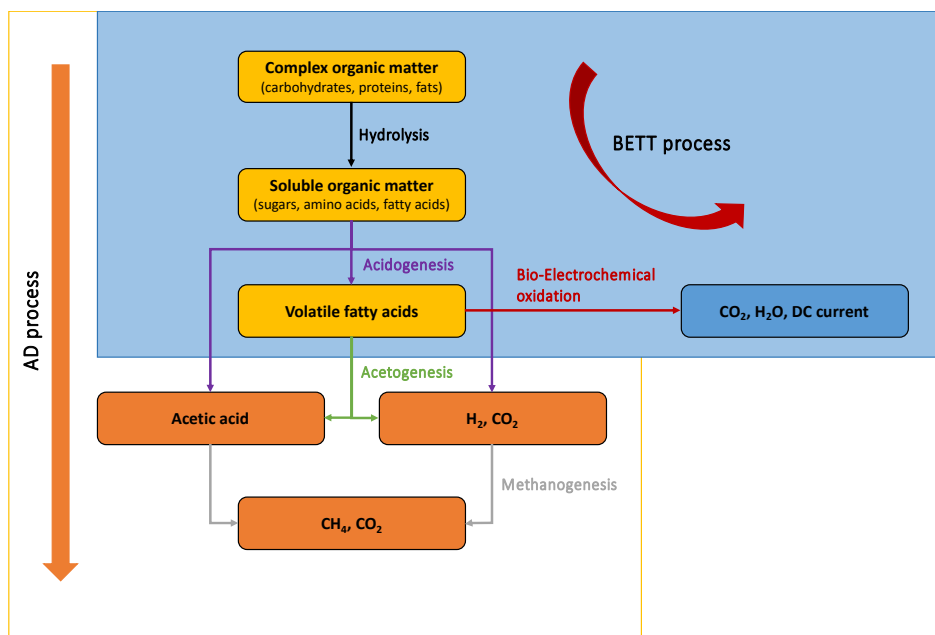 Complex organic matter
(carbohydrates, proteins, fats)
Hydrolysis
BETT process
Soluble organic matter
(sugars, amino acids, fatty acids)
Acidogenesis
Bio-Electrochemical
oxidation
Volatile fatty acids
CO₂, H₂O, DC current
AD process
Acetogenesis
Acetic acid
H₂, CO₂
Methanogenesis
CH₄, CO₂